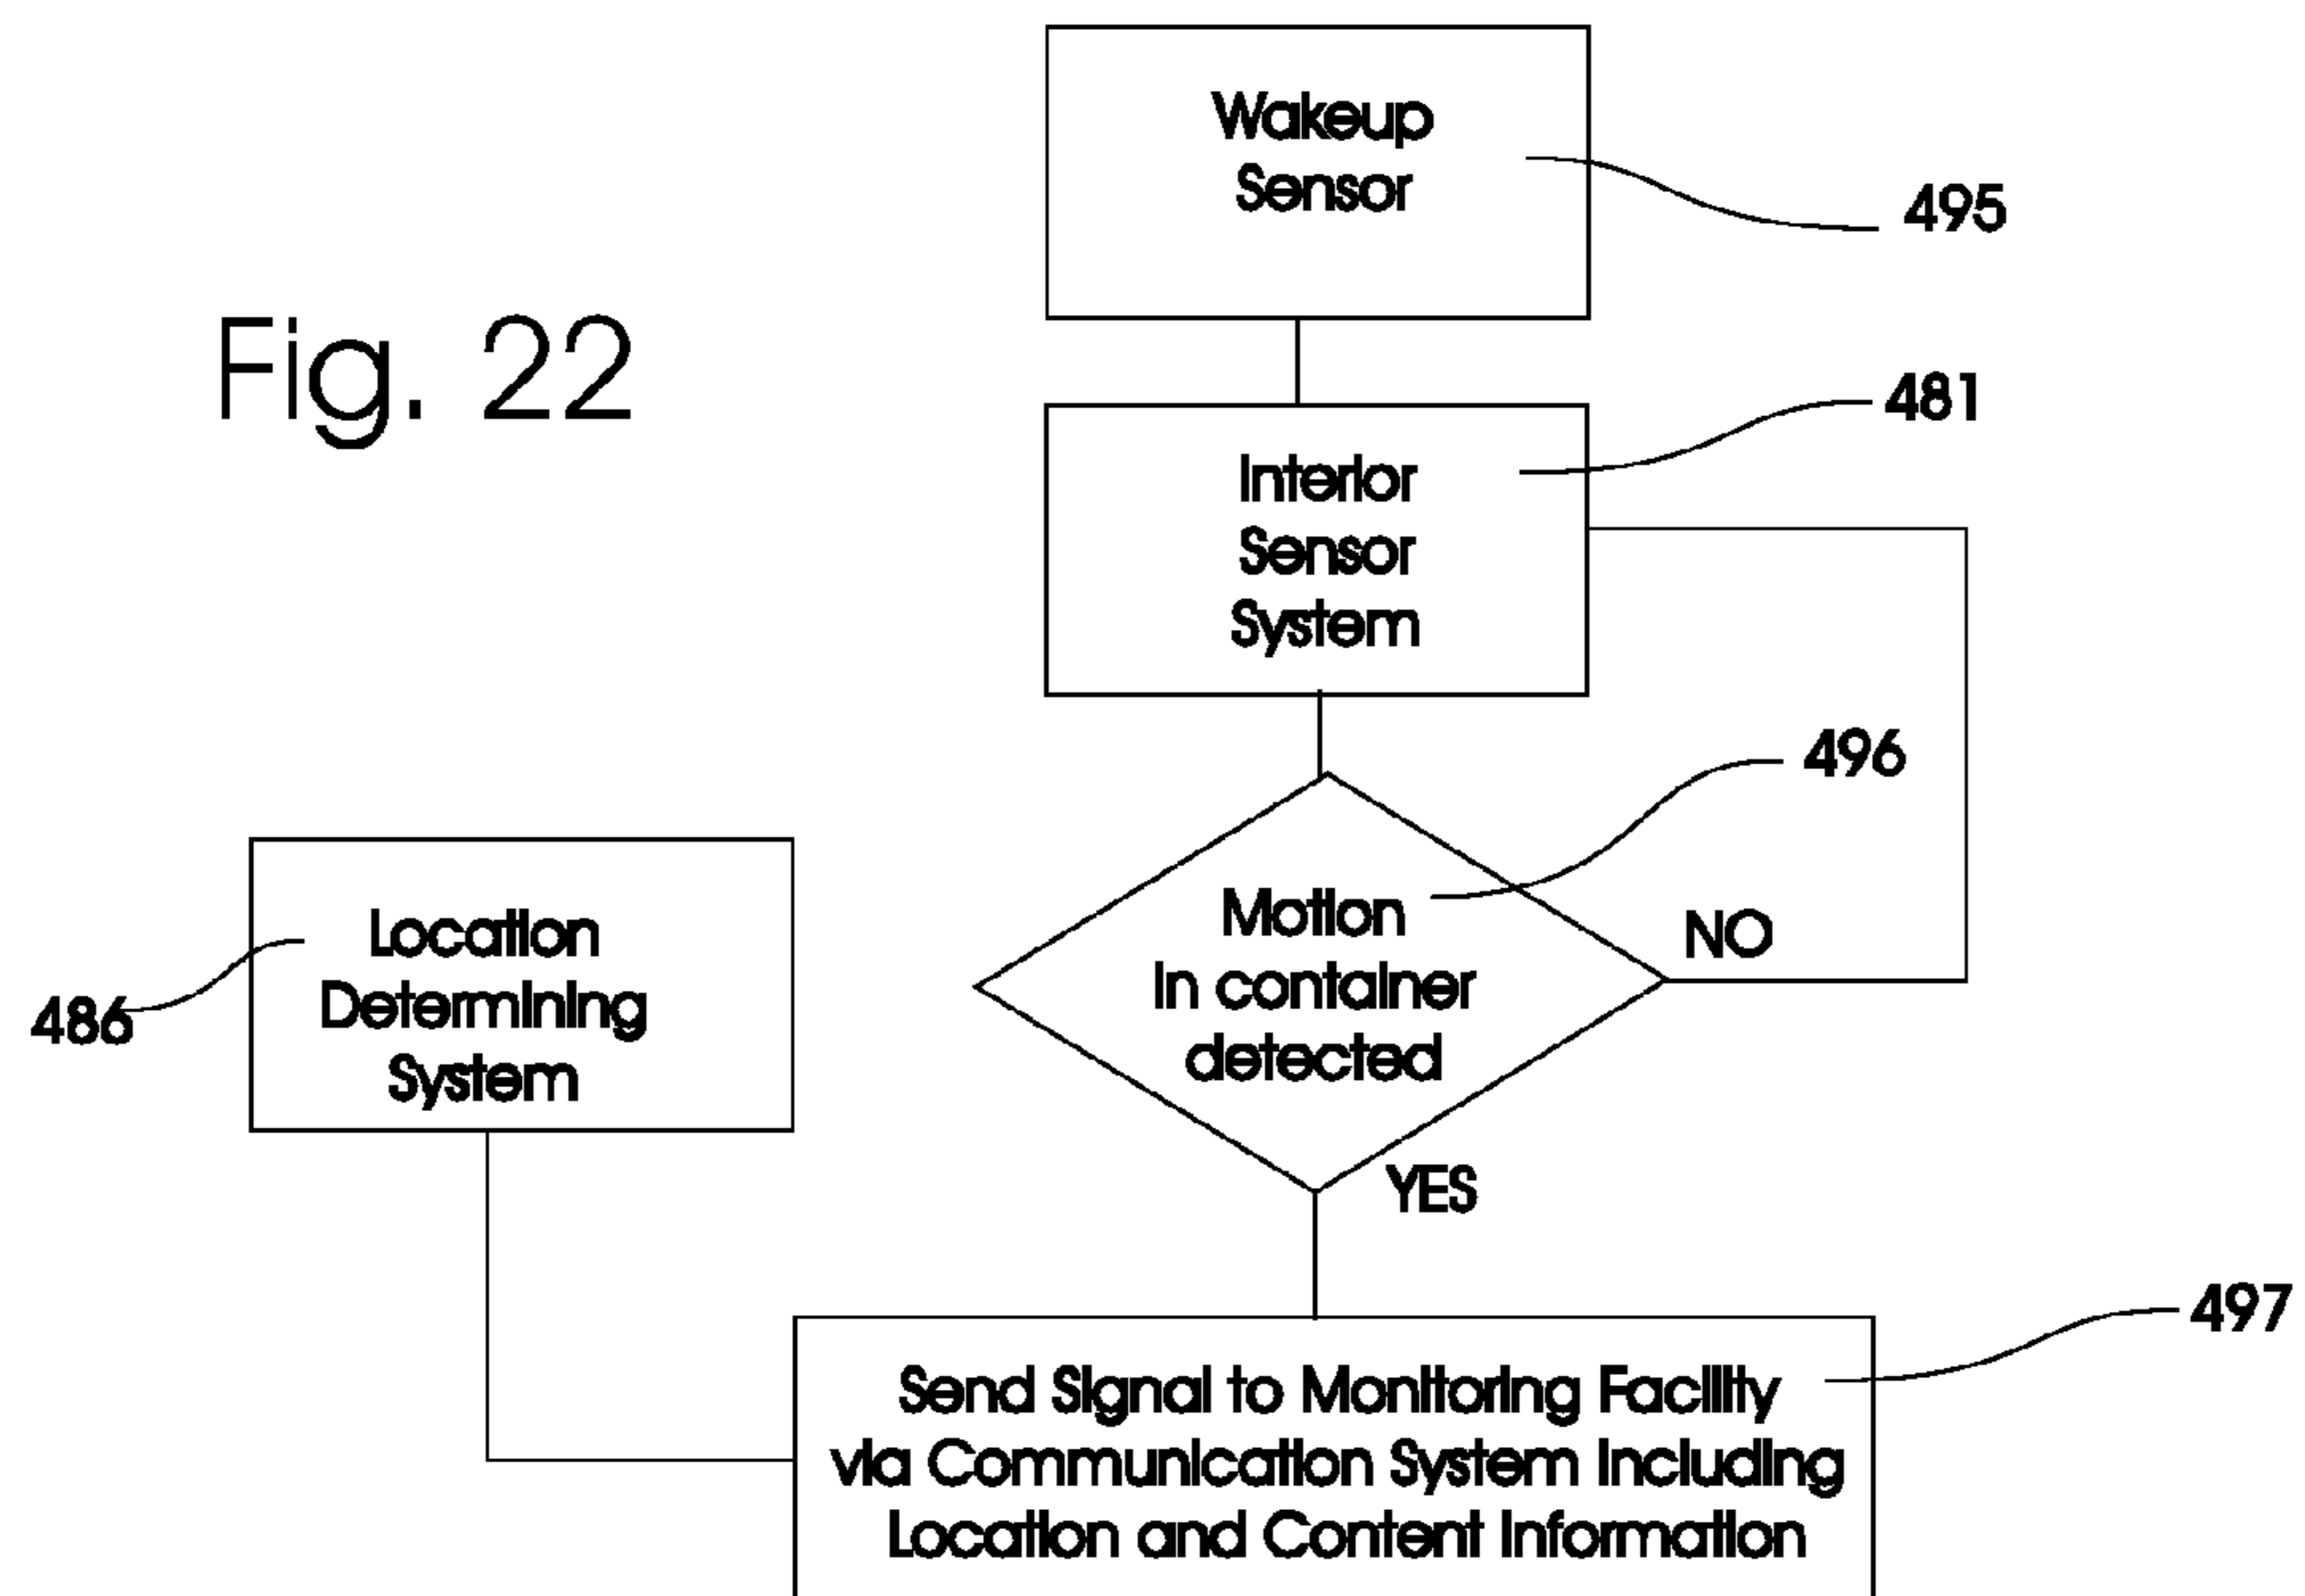 Wakeup
Sensor
495
Fig. 22
481
Interior
Sensor
System
496
Location
Determining
System
486
Motion
In container
detected
NO
YES
497
Send Signal to Monitoring Facility
via Communication System Including
Location and Content Information